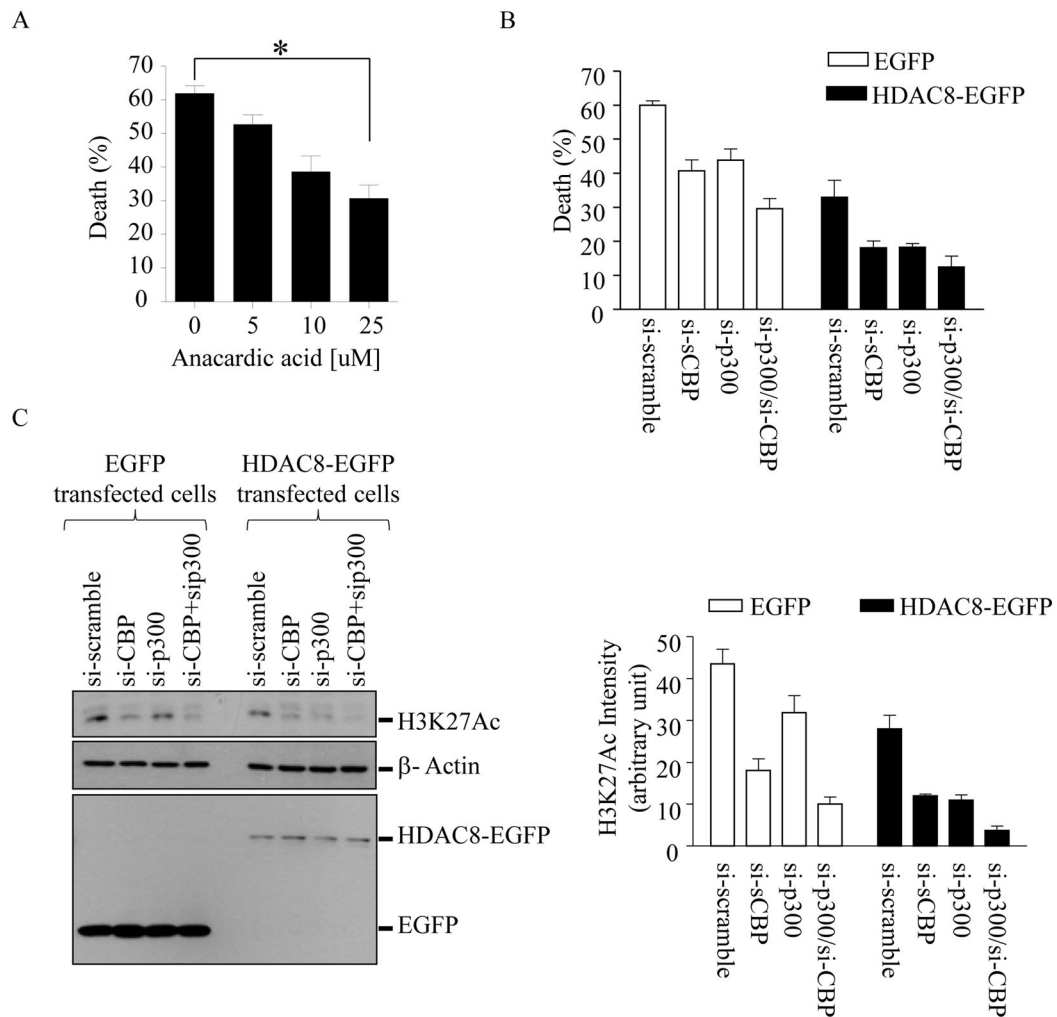 A
*
70
60
50
40
30
20
10
0
Death (%)
0 5 10 25
Anacardic acid [uM]
B
EGFP
HDAC8-EGFP
70
60
50
40
30
20
10
0
Death (%)
si-scramble
si-sCBP
si-p300
si-p300/si-CBP
si-scramble
si-sCBP
si-p300
si-p300/si-CBP
C
EGFP
transfected cells
HDAC8-EGFP
transfected cells
si-scramble
si-CBP
si-p300
si-CBP+sip300
si-scramble
si-CBP
si-p300
si-CBP+sip300
H3K27Ac
β- Actin
HDAC8-EGFP
EGFP
EGFP
HDAC8-EGFP
50
40
30
20
10
0
H3K27Ac Intensity
(arbitrary unit)
si-scramble
si-sCBP
si-p300
si-p300/si-CBP
si-scramble
si-sCBP
si-p300
si-p300/si-CBP